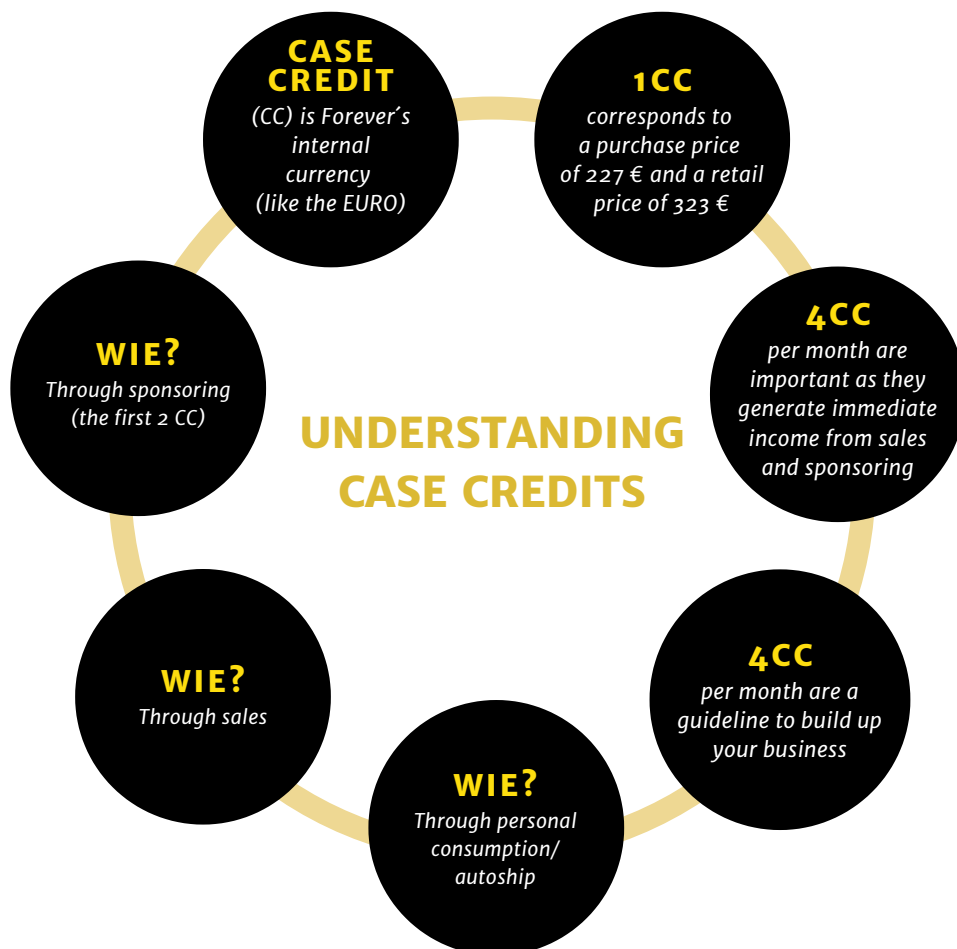 CASE
CREDIT
(CC) is Forever´s
internal
currency
(like the EURO)
1CC
corresponds to
a purchase price
of 227 € and a retail
price of 323 €
4CC
per month are
important as they
generate immediate
income from sales
and sponsoring
4CC
per month are a
guideline to build up
your business
WIE?
Through personal
consumption/
autoship
WIE?
Through sales
WIE?
Through sponsoring
(the first 2 CC)
UNDERSTANDING
CASE CREDITS